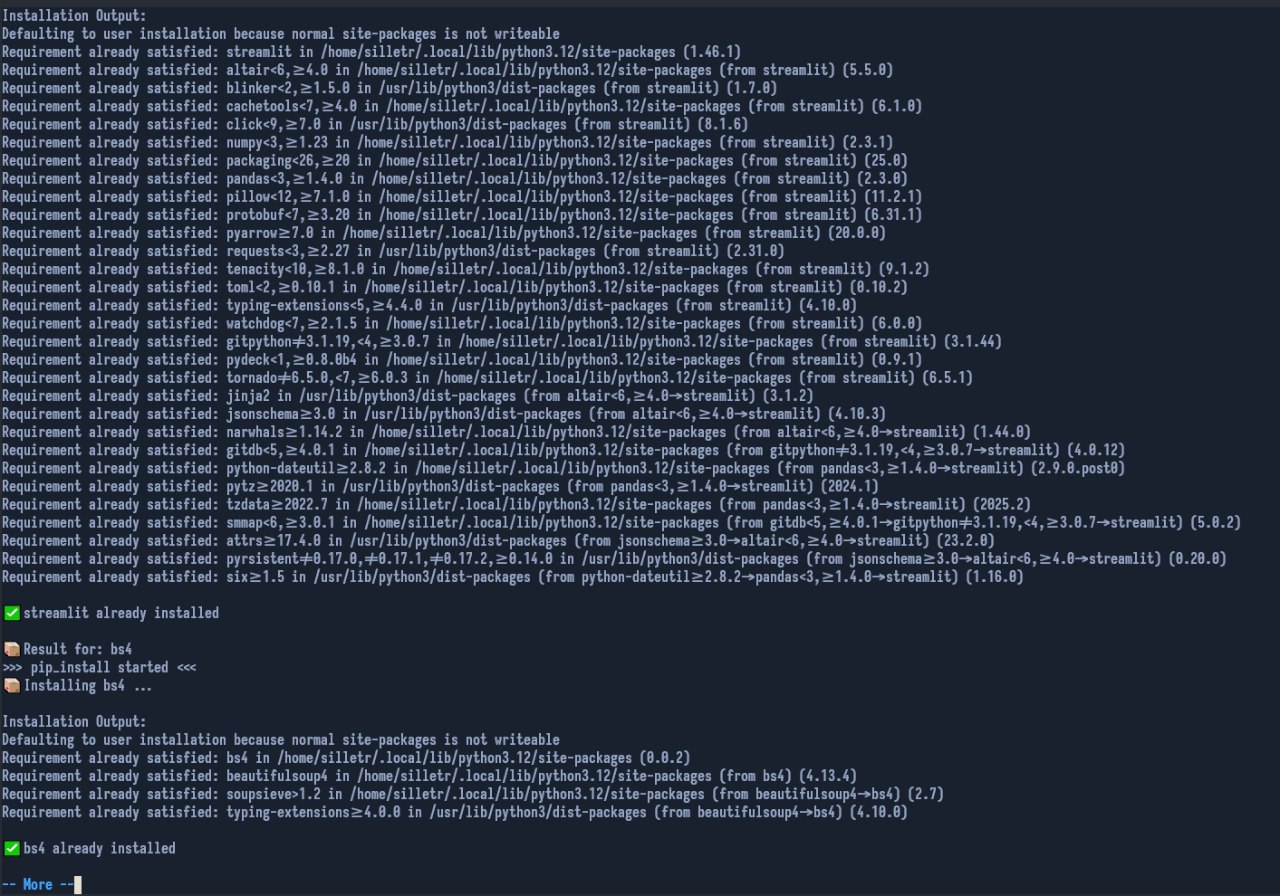 Installation Output:
Defaulting to user installation because normal site-packages is not writeable
Requirement already satisfied: streamlit in /home/silletr/.local/lib/python3.12/site-packages (1.46.1)
Requirement already satisfied: altair<6,≥4.0 in /home/silletr/.local/lib/python3.12/site-packages (from streamlit) (5.5.0)
Requirement already satisfied: blinker<2,≥1.5.0 in /usr/lib/python3/dist-packages (from streamlit) (1.7.0)
Requirement already satisfied: cachetools<7,≥4.0 in /home/silletr/.local/lib/python3.12/site-packages (from streamlit) (6.1.0)
Requirement already satisfied: click<9,≥7.0 in /usr/lib/python3/dist-packages (from streamlit) (8.1.6)
Requirement already satisfied: numpy<3,≥1.23 in /home/silletr/.local/lib/python3.12/site-packages (from streamlit) (2.3.1)
Requirement already satisfied: packaging<26,≥20 in /home/silletr/.local/lib/python3.12/site-packages (from streamlit) (25.0)
Requirement already satisfied: pandas<3,≥1.4.0 in /home/silletr/.local/lib/python3.12/site-packages (from streamlit) (2.3.0)
Requirement already satisfied: pillow<12,≥7.1.0 in /home/silletr/.local/lib/python3.12/site-packages (from streamlit) (11.2.1)
Requirement already satisfied: protobuf<7,≥3.20 in /home/silletr/.local/lib/python3.12/site-packages (from streamlit) (6.31.1)
Requirement already satisfied: pyarrow≥7.0 in /home/silletr/.local/lib/python3.12/site-packages (from streamlit) (20.0.0)
Requirement already satisfied: requests<3,≥2.27 in /usr/lib/python3/dist-packages (from streamlit) (2.31.0)
Requirement already satisfied: tenacity<10,≥8.1.0 in /home/silletr/.local/lib/python3.12/site-packages (from streamlit) (9.1.2)
Requirement already satisfied: toml<2,≥0.10.1 in /home/silletr/.local/lib/python3.12/site-packages (from streamlit) (0.10.2)
Requirement already satisfied: typing-extensions<5,≥4.4.0 in /usr/lib/python3/dist-packages (from streamlit) (4.10.0)
Requirement already satisfied: watchdog<7,≥2.1.5 in /home/silletr/.local/lib/python3.12/site-packages (from streamlit) (6.0.0)
Requirement already satisfied: gitpython≠3.1.19,<4,≥3.0.7 in /home/silletr/.local/lib/python3.12/site-packages (from streamlit) (3.1.44)
Requirement already satisfied: pydeck<1,≥0.8.0b4 in /home/silletr/.local/lib/python3.12/site-packages (from streamlit) (0.9.1)
Requirement already satisfied: tornado≠6.5.0,<7,≥6.0.3 in /home/silletr/.local/lib/python3.12/site-packages (from streamlit) (6.5.1)
Requirement already satisfied: jinja2 in /usr/lib/python3/dist-packages (from altair<6,≥4.0→streamlit) (3.1.2)
Requirement already satisfied: jsonschema≥3.0 in /usr/lib/python3/dist-packages (from altair<6,≥4.0→streamlit) (4.10.3)
Requirement already satisfied: narwhals≥1.14.2 in /home/silletr/.local/lib/python3.12/site-packages (from altair<6,≥4.0→streamlit) (1.44.0)
Requirement already satisfied: gitdb<5,≥4.0.1 in /home/silletr/.local/lib/python3.12/site-packages (from gitpython≠3.1.19,<4,≥3.0.7→streamlit) (4.0.12)
Requirement already satisfied: python-dateutil≥2.8.2 in /home/silletr/.local/lib/python3.12/site-packages (from pandas<3,≥1.4.0→streamlit) (2.9.0.post0)
Requirement already satisfied: pytz≥2020.1 in /usr/lib/python3/dist-packages (from pandas<3,≥1.4.0→streamlit) (2024.1)
Requirement already satisfied: tzdata≥2022.7 in /home/silletr/.local/lib/python3.12/site-packages (from pandas<3,≥1.4.0→streamlit) (2025.2)
Requirement already satisfied: smmap<6,≥3.0.1 in /home/silletr/.local/lib/python3.12/site-packages (from gitdb<5,≥4.0.1→gitpython≠3.1.19,<4,≥3.0.7→streamlit) (5.0.2)
Requirement already satisfied: attrs≥17.4.0 in /usr/lib/python3/dist-packages (from jsonschema≥3.0→altair<6,≥4.0→streamlit) (23.2.0)
Requirement already satisfied: pyrsistent≠0.17.0,≠0.17.1,≠0.17.2,≥0.14.0 in /usr/lib/python3/dist-packages (from jsonschema≥3.0→altair<6,≥4.0→streamlit) (0.20.0)
Requirement already satisfied: six≥1.5 in /usr/lib/python3/dist-packages (from python-dateutil≥2.8.2→pandas<3,≥1.4.0→streamlit) (1.16.0)
✅ streamlit already installed
📦 Result for: bs4
>>> pip_install started <<<
📦 Installing bs4 ...
Installation Output:
Defaulting to user installation because normal site-packages is not writeable
Requirement already satisfied: bs4 in /home/silletr/.local/lib/python3.12/site-packages (0.0.2)
Requirement already satisfied: beautifulsoup4 in /home/silletr/.local/lib/python3.12/site-packages (from bs4) (4.13.4)
Requirement already satisfied: soupsieve>1.2 in /home/silletr/.local/lib/python3.12/site-packages (from beautifulsoup4→bs4) (2.7)
Requirement already satisfied: typing-extensions≥4.0.0 in /usr/lib/python3/dist-packages (from beautifulsoup4→bs4) (4.10.0)
✅ bs4 already installed
-- More --